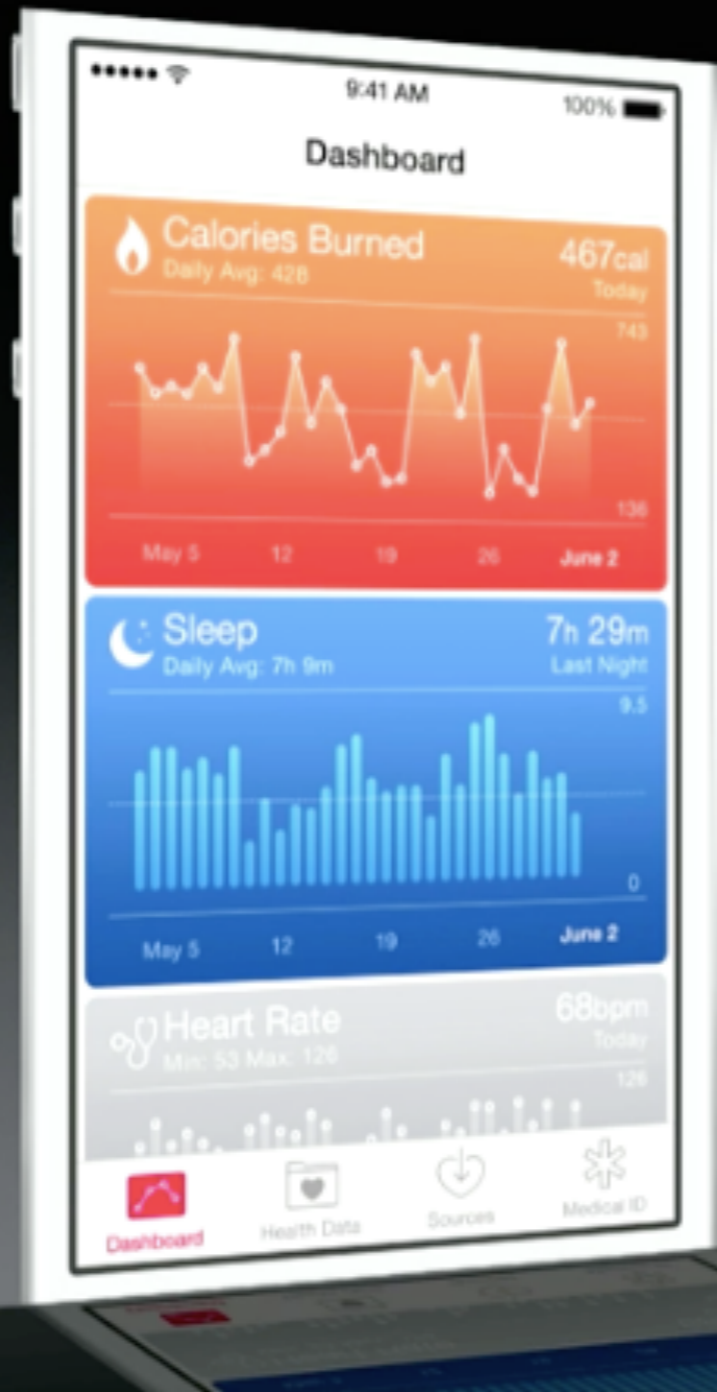 9:41 AM 100%
Dashboard
Calories Burned 467cal
Daily Avg: 428 Today
743
136
May 5 12 19 26 June 2
Sleep 7h 29m
Daily Avg: 7h 9m Last Night
9.5
0
May 5 12 19 26 June 2
Heart Rate 68bpm
Min: 53 Max: 126 Today
126
Dashboard Health Data Sources Medical ID